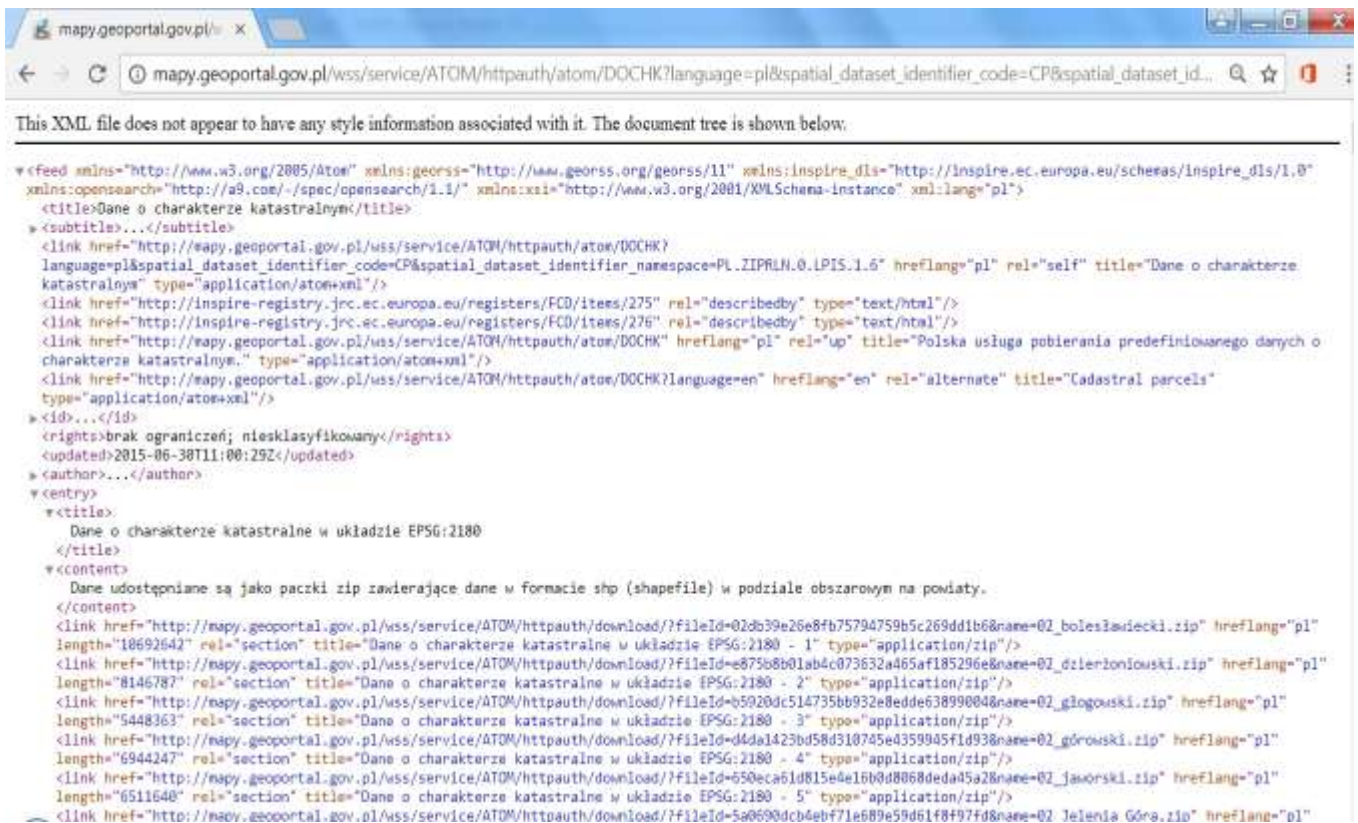 mapy.geoportal.gov.pl/w
mapy.geoportal.gov.pl/wss/service/ATOM/httpauth/atom/DOCHK?language=pl&spatial_dataset_identifier_code=CP&spatial_dataset_id...
This XML file does not appear to have any style information associated with it. The document tree is shown below.
▼<feed xmlns="http://www.w3.org/2005/Atom" xmlns:georss="http://www.georss.org/georss/11" xmlns:inspire_dls="http://inspire.ec.europa.eu/schemas/inspire_dls/1.0"
xmlns:opensearch="http://a9.com/-/spec/opensearch/1.1/" xmlns:xsi="http://www.w3.org/2001/XMLSchema-instance" xml:lang="pl">
<title>Dane o charakterze katastralnym</title>
▶<subtitle>...</subtitle>
<link href="http://mapy.geoportal.gov.pl/wss/service/ATOM/httpauth/atom/DOCHK?
language=pl&spatial_dataset_identifier_code=CP&spatial_dataset_identifier_namespace=PL.ZIPRLN.0.LPIS.1.6" hreflang="pl" rel="self" title="Dane o charakterze
katastralnym" type="application/atom+xml"/>
<link href="http://inspire-registry.jrc.ec.europa.eu/registers/FCD/items/275" rel="describedby" type="text/html"/>
<link href="http://inspire-registry.jrc.ec.europa.eu/registers/FCD/items/276" rel="describedby" type="text/html"/>
<link href="http://mapy.geoportal.gov.pl/wss/service/ATOM/httpauth/atom/DOCHK" hreflang="pl" rel="up" title="Polska usługa pobierania predefiniowanego danych o
charakterze katastralnym." type="application/atom+xml"/>
<link href="http://mapy.geoportal.gov.pl/wss/service/ATOM/httpauth/atom/DOCHK?language=en" hreflang="en" rel="alternate" title="Cadastral parcels"
type="application/atom+xml"/>
▶<id>...</id>
<rights>brak ograniczeń; niesklasyfikowany</rights>
<updated>2015-06-30T11:00:29Z</updated>
▶<author>...</author>
▼<entry>
▼<title>
Dane o charakterze katastralne w układzie EPSG:2180
</title>
▼<content>
Dane udostępniane są jako paczki zip zawierające dane w formacie shp (shapefile) w podziale obszarowym na powiaty.
</content>
<link href="http://mapy.geoportal.gov.pl/wss/service/ATOM/httpauth/download/?fileId=02db39e26e8fb75794759b5c269dd1b6&name=02_bolesławiecki.zip" hreflang="pl"
length="10692642" rel="section" title="Dane o charakterze katastralne w układzie EPSG:2180 - 1" type="application/zip"/>
<link href="http://mapy.geoportal.gov.pl/wss/service/ATOM/httpauth/download/?fileId=e875b8b01ab4c073632a465af185296e&name=02_dzierżoniowski.zip" hreflang="pl"
length="8146787" rel="section" title="Dane o charakterze katastralne w układzie EPSG:2180 - 2" type="application/zip"/>
<link href="http://mapy.geoportal.gov.pl/wss/service/ATOM/httpauth/download/?fileId=b5920dc514735bb932e8edde63899004&name=02_głogowski.zip" hreflang="pl"
length="5448363" rel="section" title="Dane o charakterze katastralne w układzie EPSG:2180 - 3" type="application/zip"/>
<link href="http://mapy.geoportal.gov.pl/wss/service/ATOM/httpauth/download/?fileId=d4da1423bd58d310745e4359945f1d93&name=02_górowski.zip" hreflang="pl"
length="6944247" rel="section" title="Dane o charakterze katastralne w układzie EPSG:2180 - 4" type="application/zip"/>
<link href="http://mapy.geoportal.gov.pl/wss/service/ATOM/httpauth/download/?fileId=650eca61d815e4e16b0d8068deda45a2&name=02_jaworski.zip" hreflang="pl"
length="6511640" rel="section" title="Dane o charakterze katastralne w układzie EPSG:2180 - 5" type="application/zip"/>
<link href="http://mapy.geoportal.gov.pl/wss/service/ATOM/httpauth/download/?fileId=5a0690dcb4ebf71e689e59d61f8f97fd&name=02_Jelenia Góra.zip" hreflang="pl"